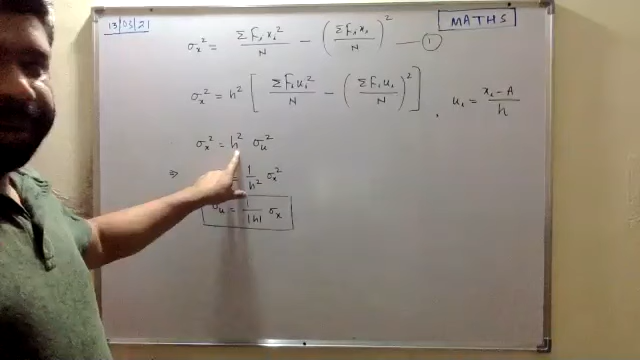 13/03/21
MATHS
σₓ² = Σfᵢxᵢ²/N − (Σfᵢxᵢ/N)² — ①
σₓ² = h² [ Σfᵢuᵢ²/N − (Σfᵢuᵢ/N)² ] , uᵢ = (xᵢ − A)/h
σₓ² = h² σᵤ²
⇒ = 1/h² σₓ²
σᵤ = 1/|h| σₓ